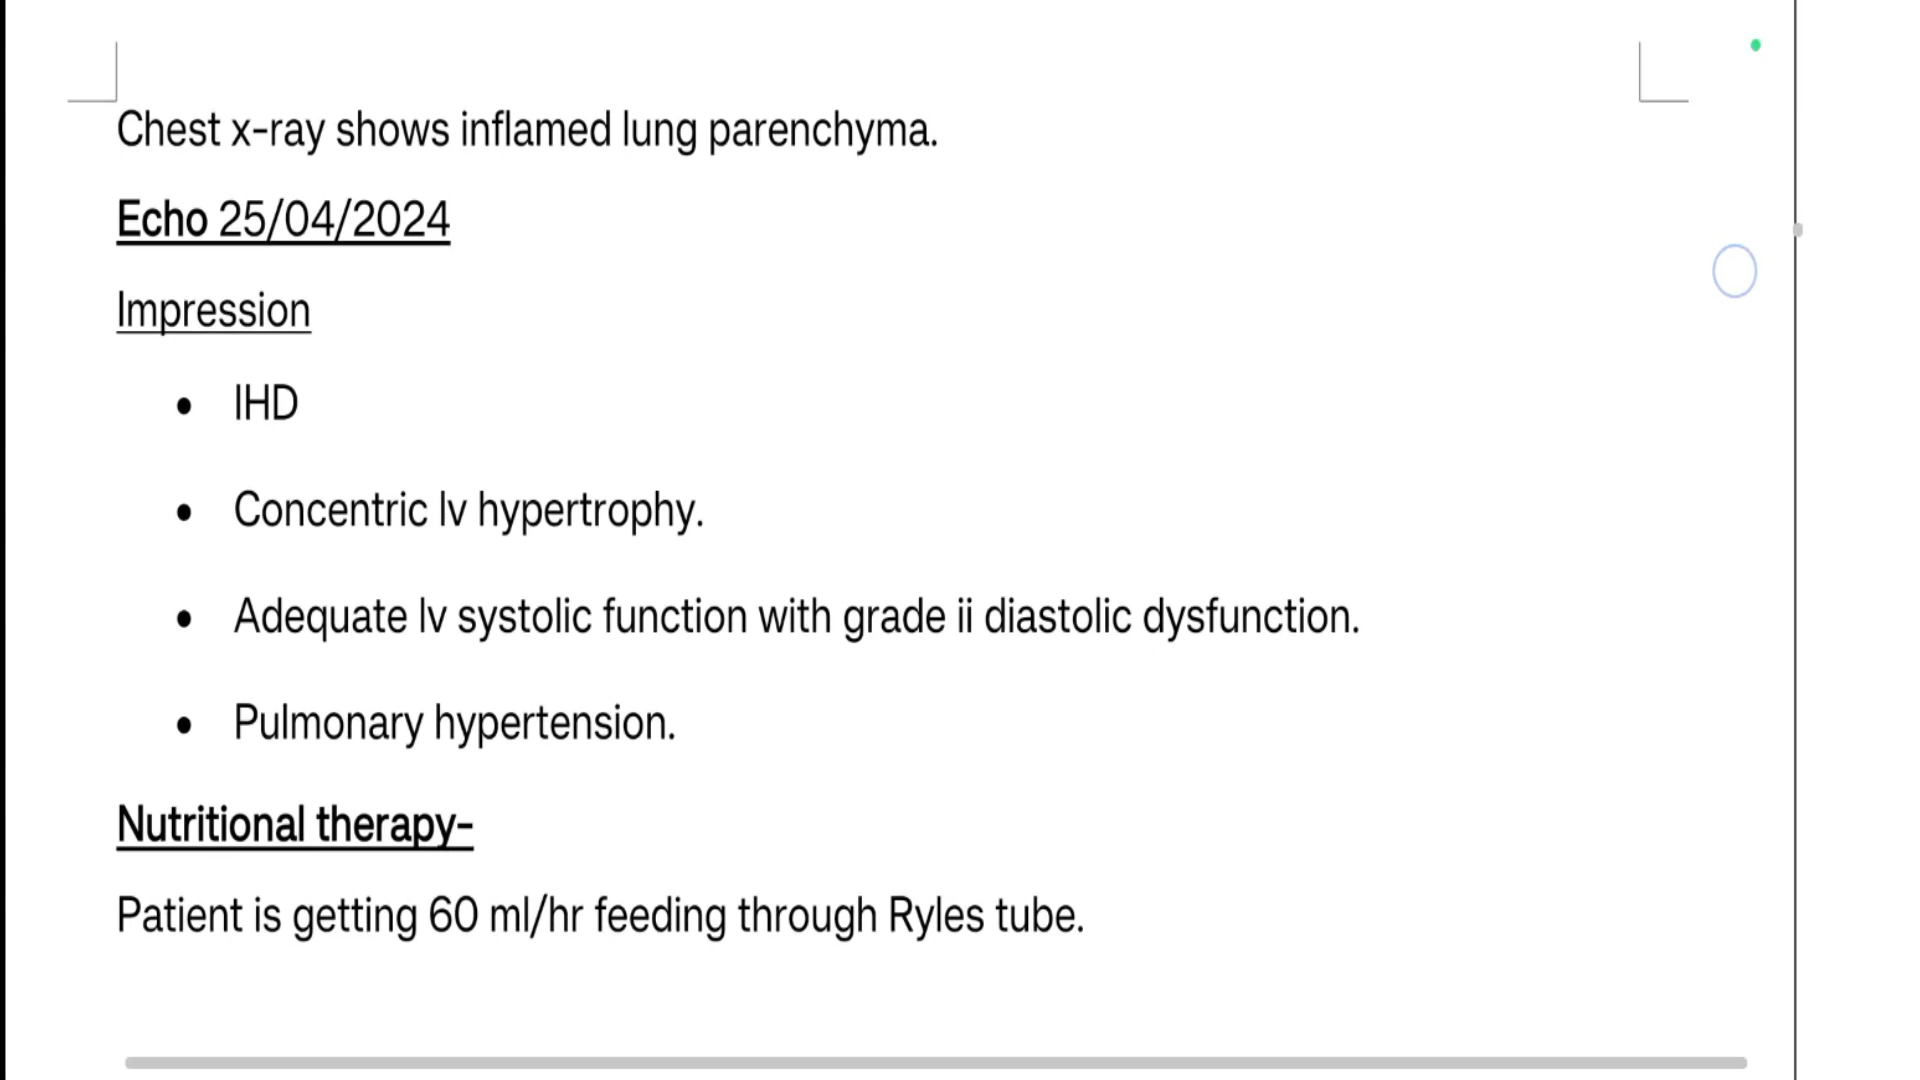 Chest x-ray shows inflamed lung parenchyma.
Echo 25/04/2024
Impression
• IHD
• Concentric lv hypertrophy.
• Adequate lv systolic function with grade ii diastolic dysfunction.
• Pulmonary hypertension.
Nutritional therapy-
Patient is getting 60 ml/hr feeding through Ryles tube.